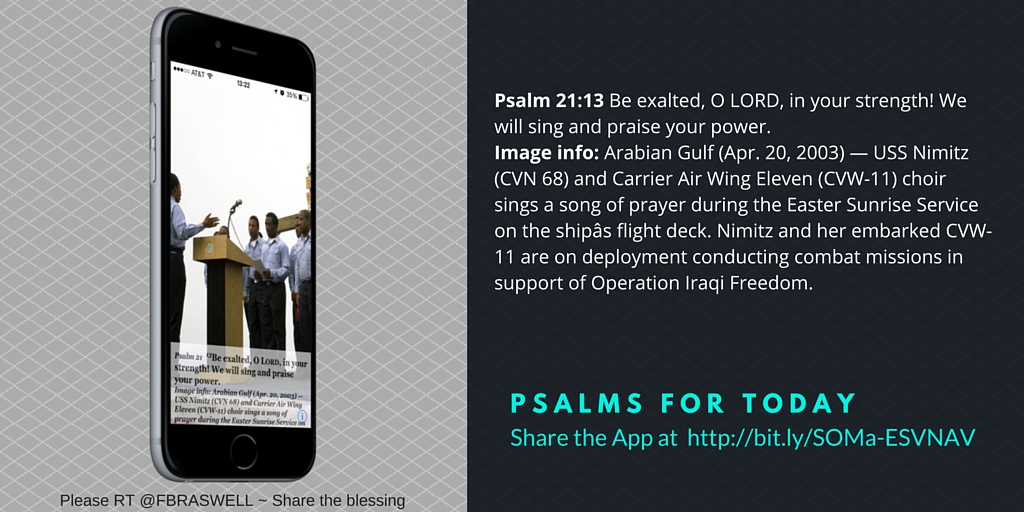 AT&T
13:22
35%
Psalm 21 13Be exalted, O LORD, in your
strength! We will sing and praise
your power.
Image info: Arabian Gulf (Apr. 20, 2003) —
USS Nimitz (CVN 68) and Carrier Air Wing
Eleven (CVW-11) choir sings a song of
prayer during the Easter Sunrise Service on
Please RT @FBRASWELL ~ Share the blessing
Psalm 21:13 Be exalted, O LORD, in your strength! We
will sing and praise your power.
Image info: Arabian Gulf (Apr. 20, 2003) — USS Nimitz
(CVN 68) and Carrier Air Wing Eleven (CVW-11) choir
sings a song of prayer during the Easter Sunrise Service
on the shipâs flight deck. Nimitz and her embarked CVW-
11 are on deployment conducting combat missions in
support of Operation Iraqi Freedom.
PSALMS FOR TODAY
Share the App at http://bit.ly/SOMa-ESVNAV